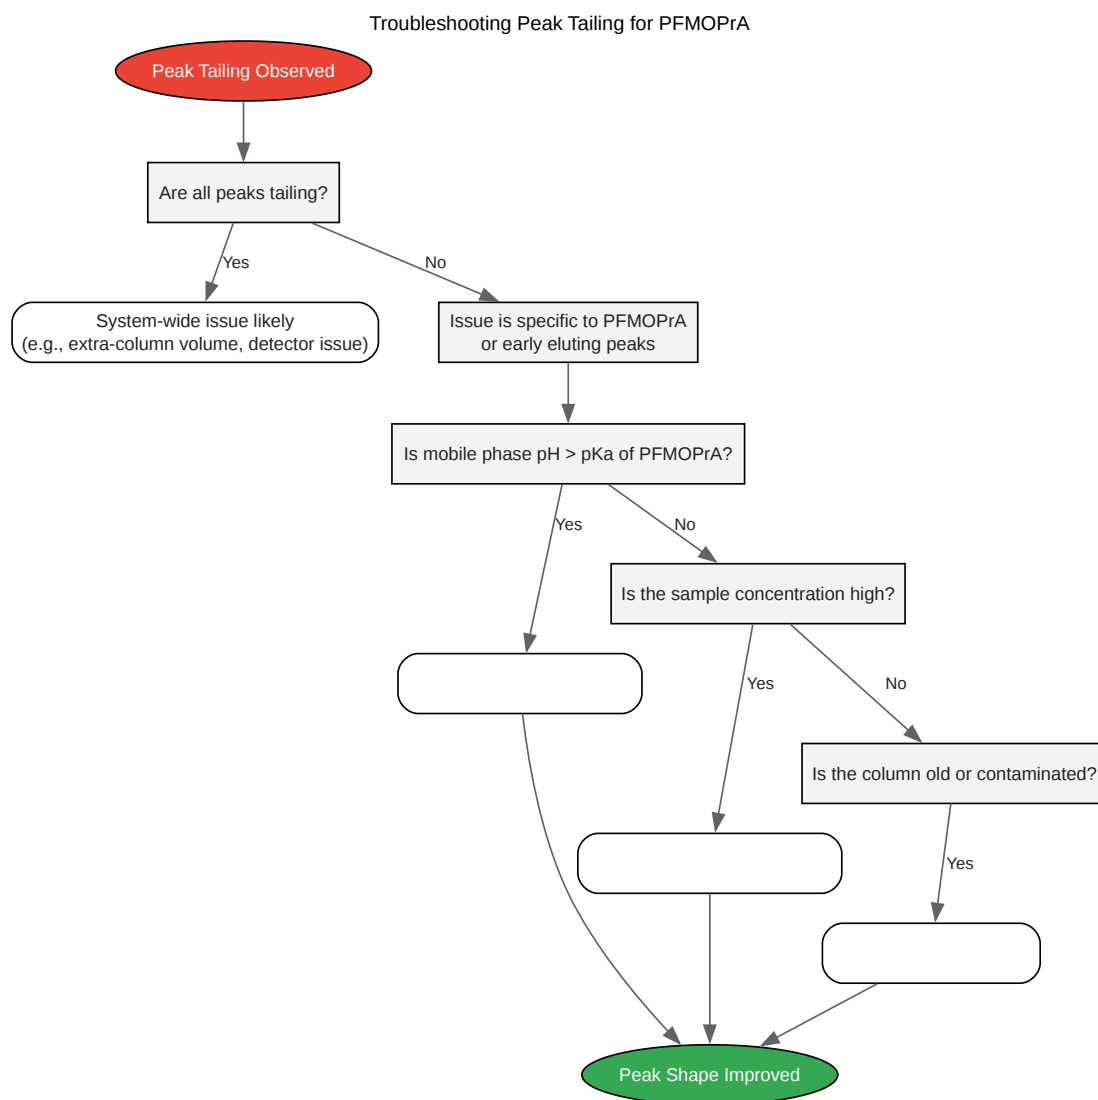 Troubleshooting Peak Tailing for PFMOPrA
Peak Tailing Observed
Are all peaks tailing?
Yes
No
System-wide issue likely
(e.g., extra-column volume, detector issue)
Issue is specific to PFMOPrA
or early eluting peaks
Is mobile phase pH > pKa of PFMOPrA?
Yes
No
Is the sample concentration high?
Yes
No
Is the column old or contaminated?
Yes
Peak Shape Improved